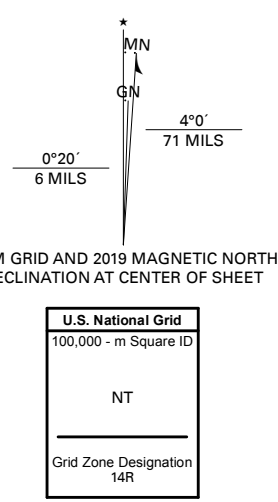 ★
MN
GN
4°0´
71 MILS
0°20´
6 MILS
M GRID AND 2019 MAGNETIC NORTH
ECLINATION AT CENTER OF SHEET
U.S. National Grid
100,000 - m Square ID
NT
Grid Zone Designation
14R